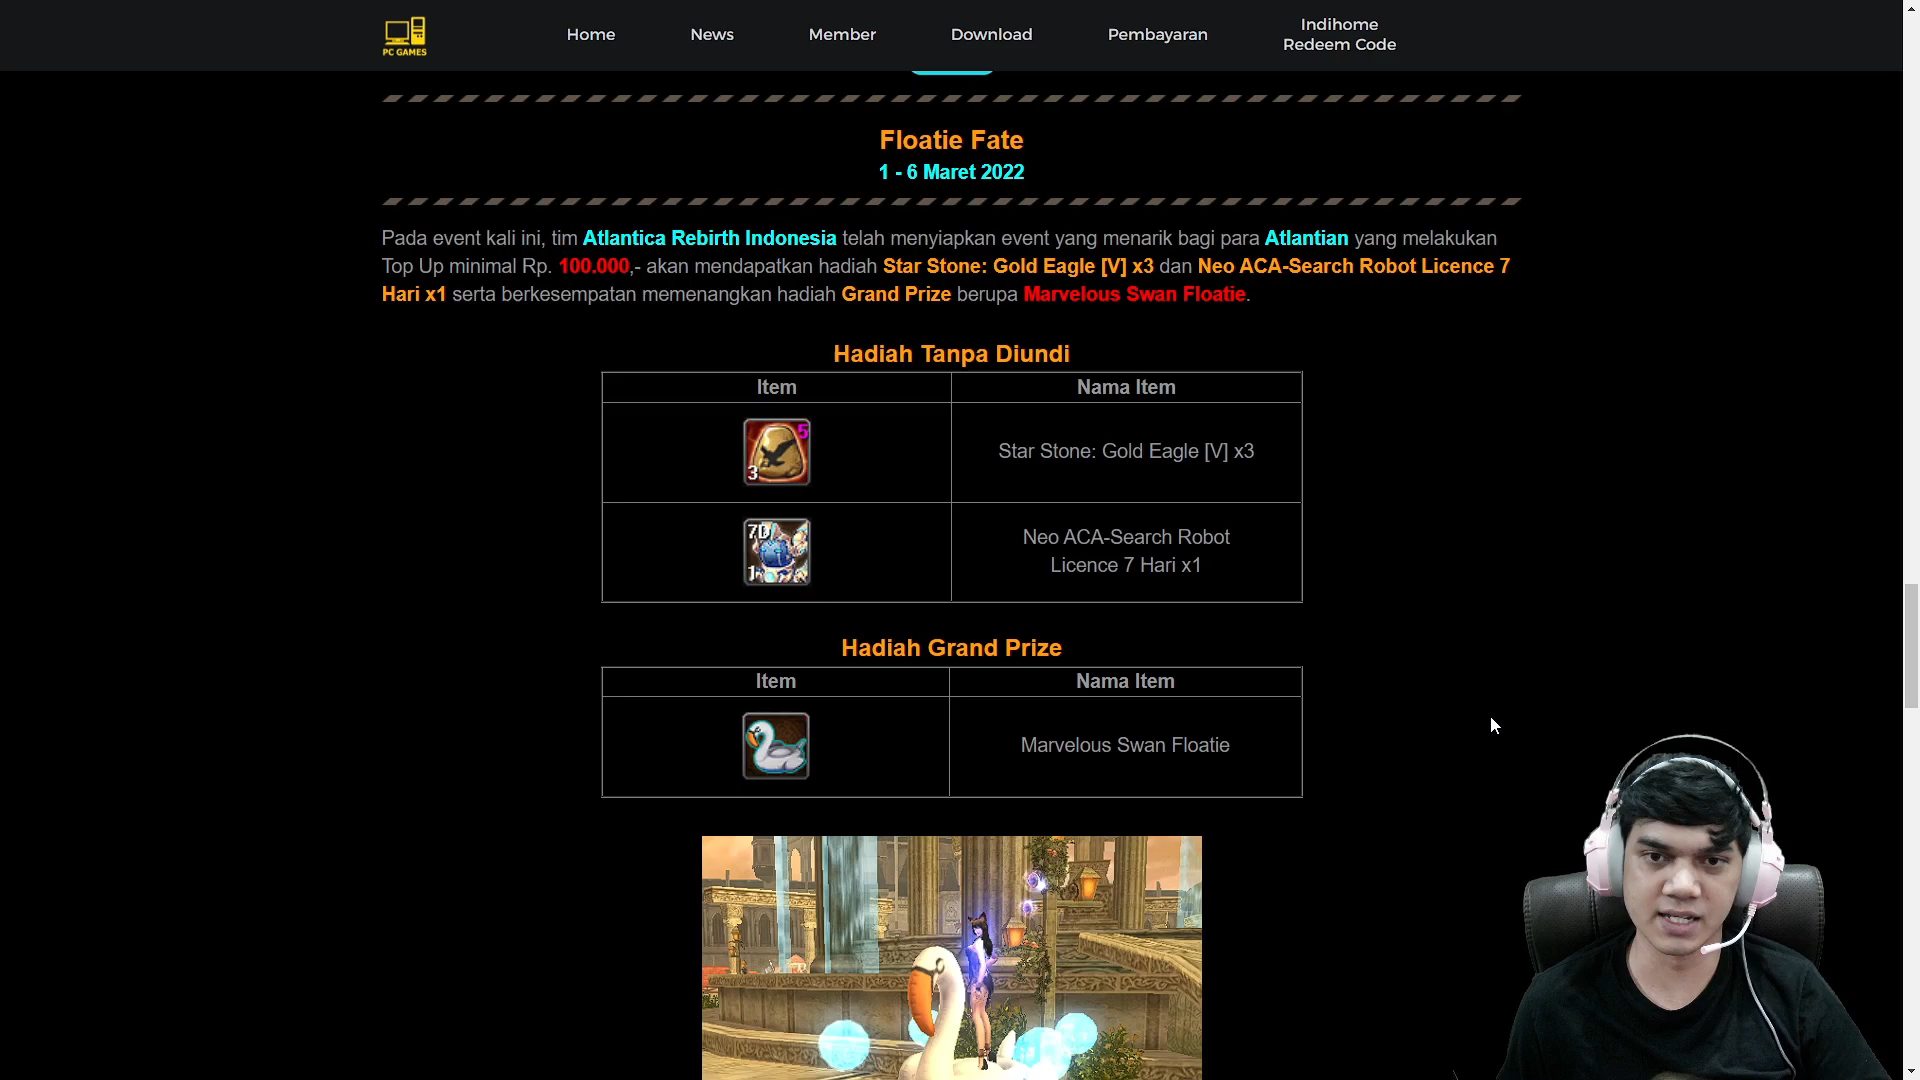 PC GAMES
Home
News
Member
Download
Pembayaran
Indihome
Redeem Code
Floatie Fate
1 - 6 Maret 2022
Pada event kali ini, tim Atlantica Rebirth Indonesia telah menyiapkan event yang menarik bagi para Atlantian yang melakukan
Top Up minimal Rp. 100.000,- akan mendapatkan hadiah Star Stone: Gold Eagle [V] x3 dan Neo ACA-Search Robot Licence 7
Hari x1 serta berkesempatan memenangkan hadiah Grand Prize berupa Marvelous Swan Floatie.
Hadiah Tanpa Diundi
Item
Nama Item
5
3
Star Stone: Gold Eagle [V] x3
7D
1
Neo ACA-Search Robot
Licence 7 Hari x1
Hadiah Grand Prize
Item
Nama Item
Marvelous Swan Floatie